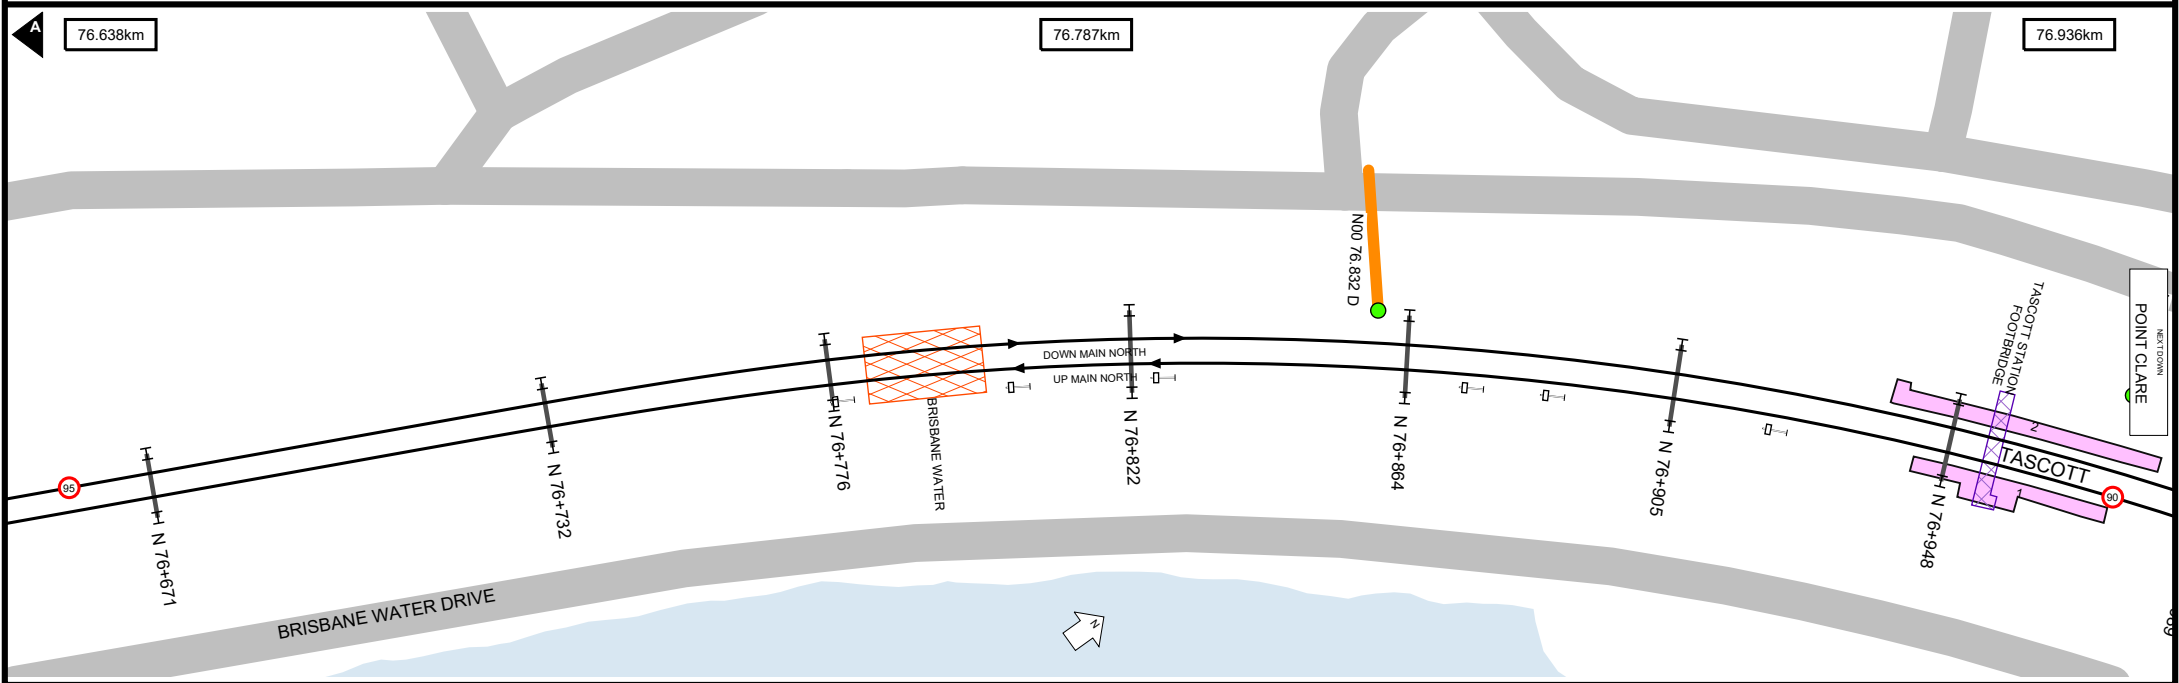 A
76.638km
76.787km
76.936km
N00 76.832 D
TASCOTT STATION
FOOTBRIDGE
NEXT DOWN
POINT CLARE
DOWN MAIN NORTH
UP MAIN NORTH
BRISBANE WATER
95
N 76+671
N 76+732
N 76+776
N 76+822
N 76+864
N 76+905
N 76+948
2
TASCOTT
1
90
BRISBANE WATER DRIVE
N